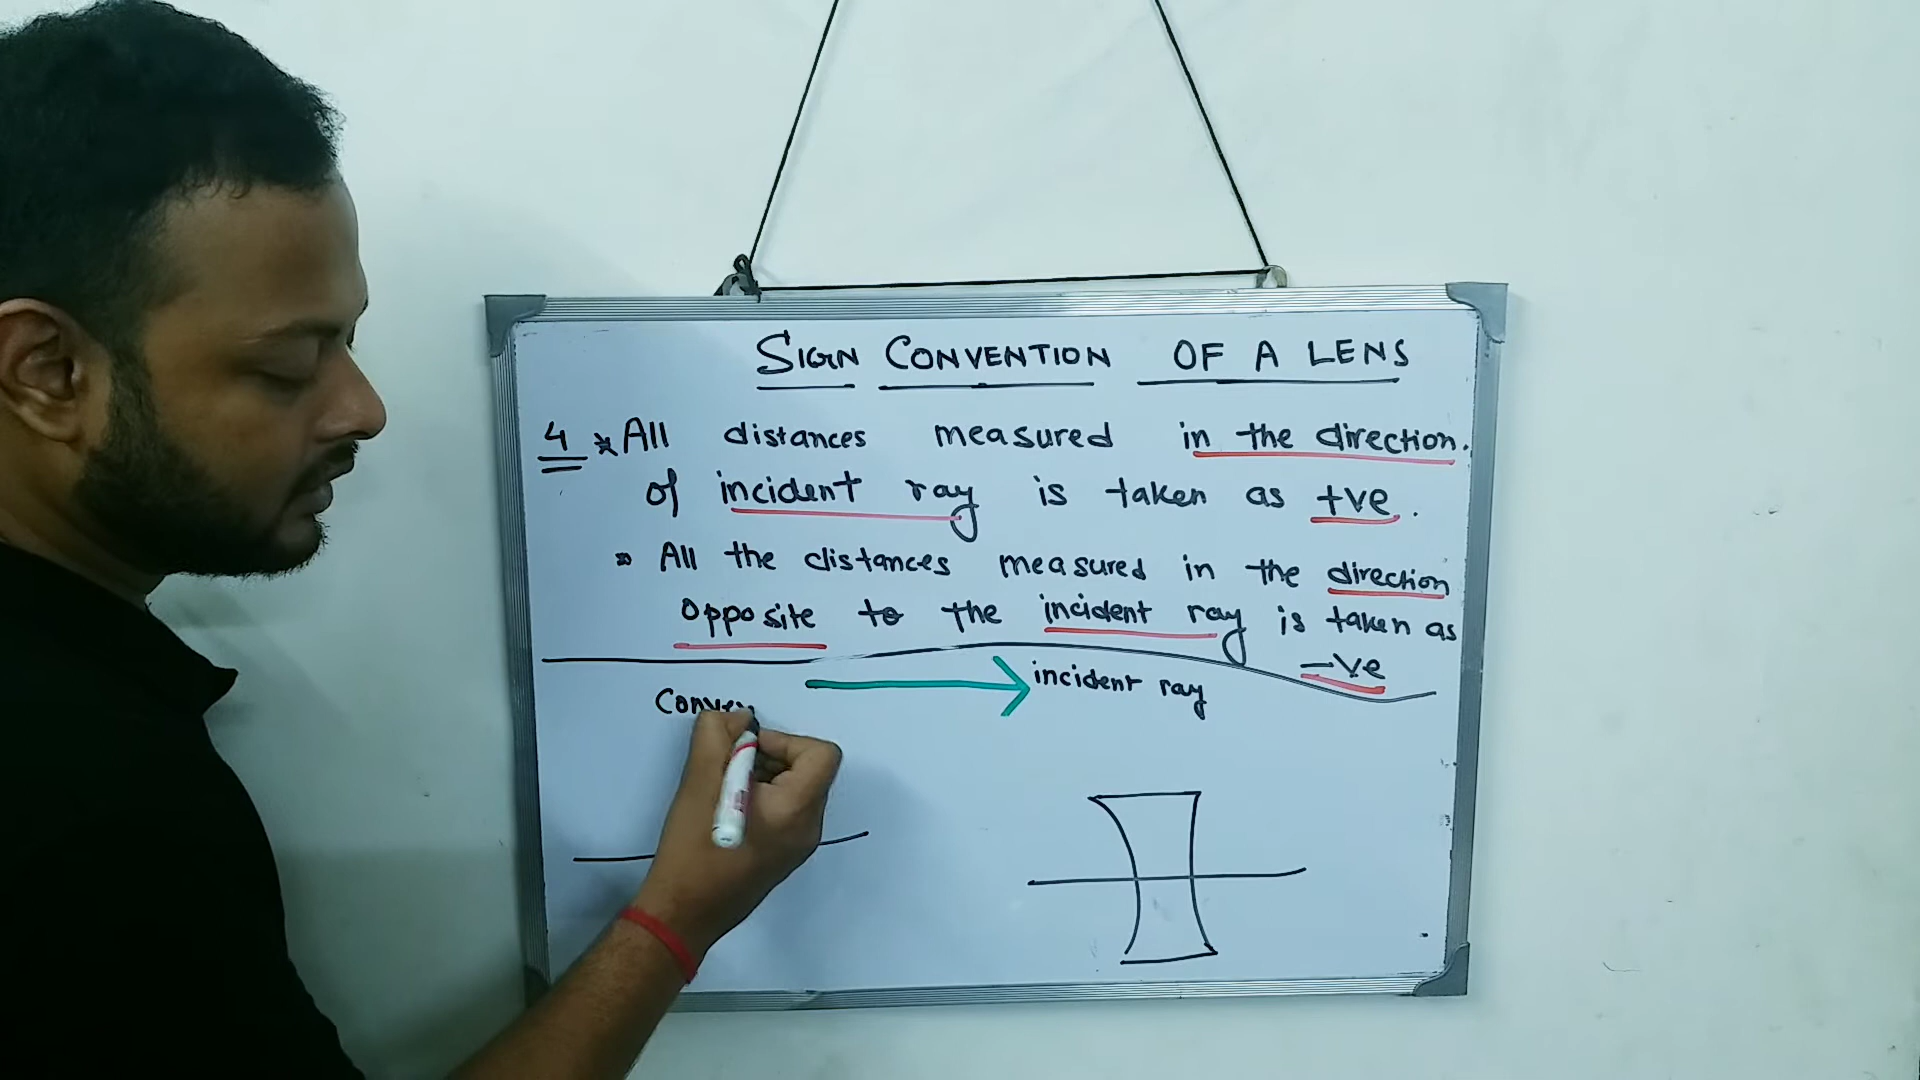 SIGN CONVENTION OF A LENS
4 * All distances measured in the direction.
of incident ray is taken as +ve.
* All the distances measured in the direction
Opposite to the incident ray is taken as
-ve
incident ray